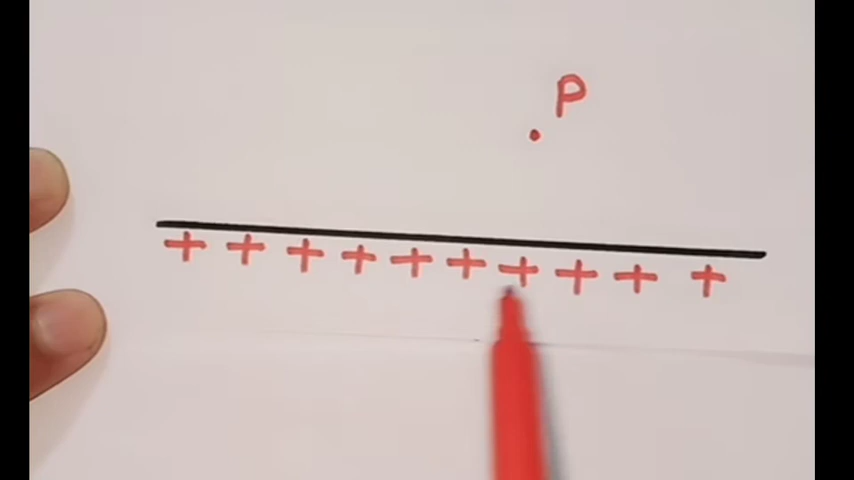 P
+ + + + + + + + + +